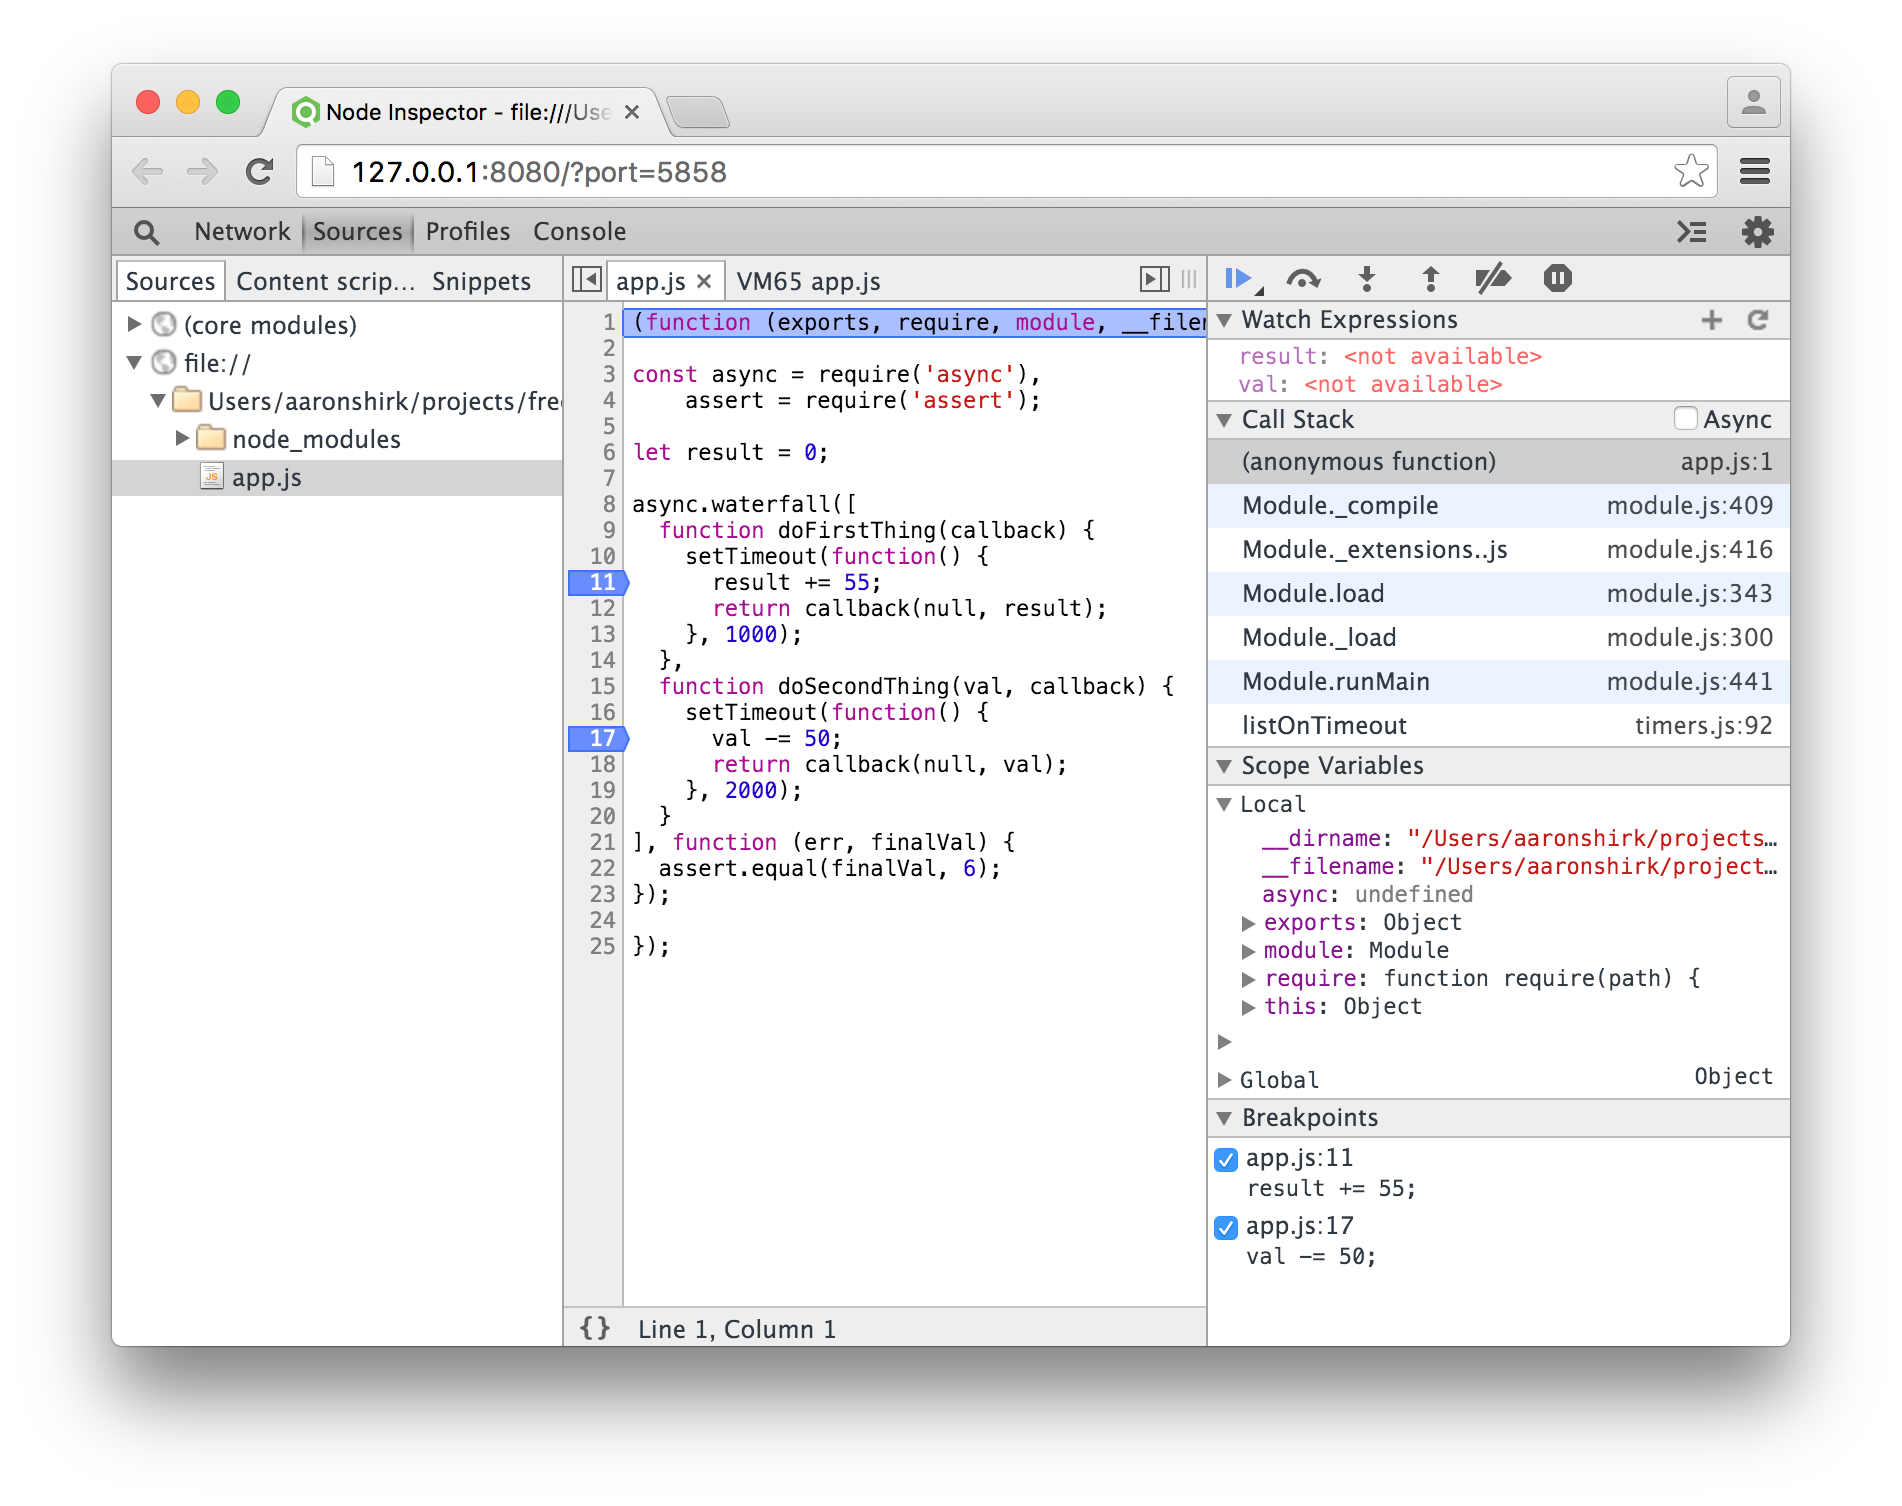 Node Inspector - file:///Use
127.0.0.1:8080/?port=5858
Network Sources Profiles Console
Sources Content scrip... Snippets
(core modules)
file://
Users/aaronshirk/projects/free
node_modules
app.js
app.js VM65 app.js
1 (function (exports, require, module, __filen
2
3 const async = require('async'),
4     assert = require('assert');
5
6 let result = 0;
7
8 async.waterfall([
9   function doFirstThing(callback) {
10     setTimeout(function() {
11       result += 55;
12       return callback(null, result);
13     }, 1000);
14   },
15   function doSecondThing(val, callback) {
16     setTimeout(function() {
17       val -= 50;
18       return callback(null, val);
19     }, 2000);
20   }
21 ], function (err, finalVal) {
22   assert.equal(finalVal, 6);
23 });
24
25 });
{} Line 1, Column 1
Watch Expressions
result: <not available>
val: <not available>
Call Stack Async
(anonymous function) app.js:1
Module._compile module.js:409
Module._extensions..js module.js:416
Module.load module.js:343
Module._load module.js:300
Module.runMain module.js:441
listOnTimeout timers.js:92
Scope Variables
Local
__dirname: "/Users/aaronshirk/projects…
__filename: "/Users/aaronshirk/project…
async: undefined
exports: Object
module: Module
require: function require(path) {
this: Object
Global Object
Breakpoints
app.js:11
result += 55;
app.js:17
val -= 50;